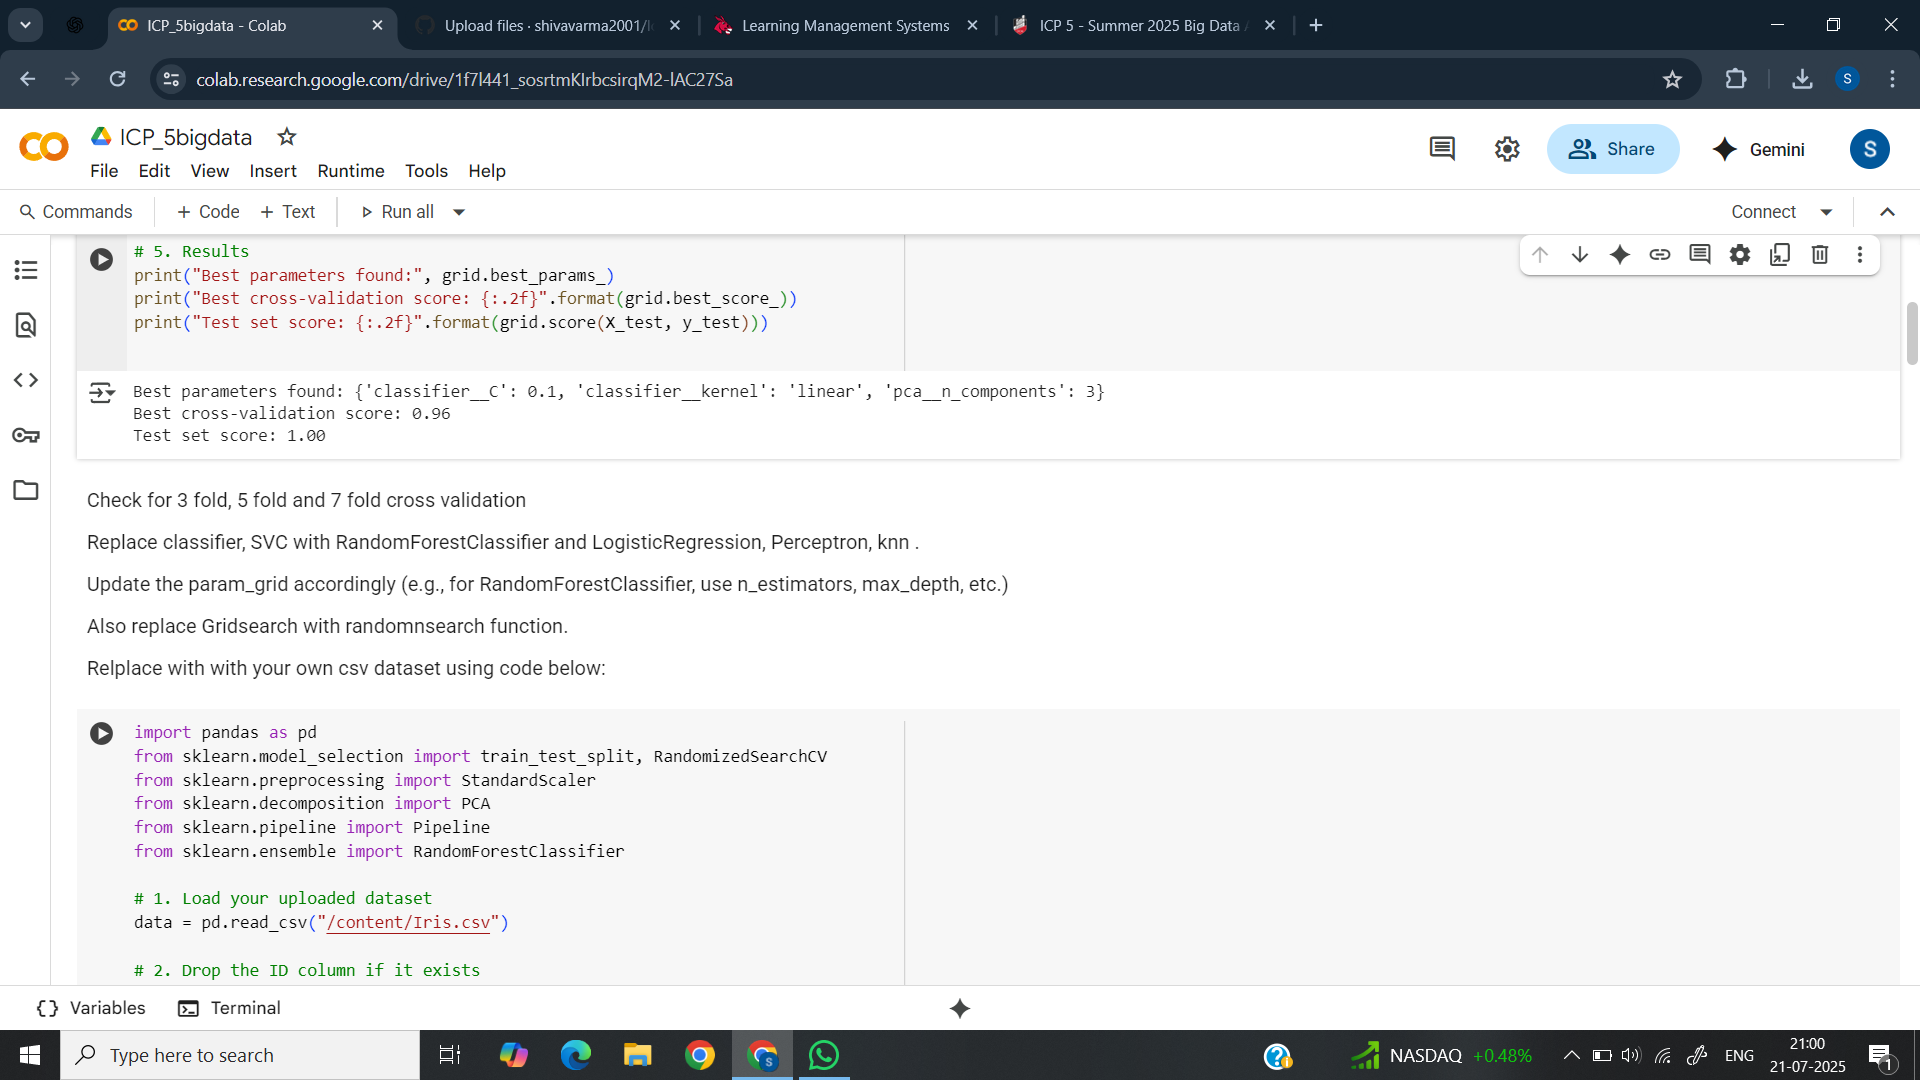 ICP_5bigdata - Colab
Upload files · shivavarma2001/
Learning Management Systems
ICP 5 - Summer 2025 Big Data
colab.research.google.com/drive/1f7l441_sosrtmKIrbcsirqM2-lAC27Sa
S
ICP_5bigdata
Share
Gemini
S
File Edit View Insert Runtime Tools Help
Commands + Code + Text Run all
Connect
# 5. Results
print("Best parameters found:", grid.best_params_)
print("Best cross-validation score: {:.2f}".format(grid.best_score_))
print("Test set score: {:.2f}".format(grid.score(X_test, y_test)))
Best parameters found: {'classifier__C': 0.1, 'classifier__kernel': 'linear', 'pca__n_components': 3}
Best cross-validation score: 0.96
Test set score: 1.00
Check for 3 fold, 5 fold and 7 fold cross validation
Replace classifier, SVC with RandomForestClassifier and LogisticRegression, Perceptron, knn .
Update the param_grid accordingly (e.g., for RandomForestClassifier, use n_estimators, max_depth, etc.)
Also replace Gridsearch with randomnsearch function.
Relplace with with your own csv dataset using code below:
import pandas as pd
from sklearn.model_selection import train_test_split, RandomizedSearchCV
from sklearn.preprocessing import StandardScaler
from sklearn.decomposition import PCA
from sklearn.pipeline import Pipeline
from sklearn.ensemble import RandomForestClassifier
# 1. Load your uploaded dataset
data = pd.read_csv("/content/Iris.csv")
# 2. Drop the ID column if it exists
Variables
Terminal
Type here to search
NASDAQ +0.48%
ENG
21:00
21-07-2025
1